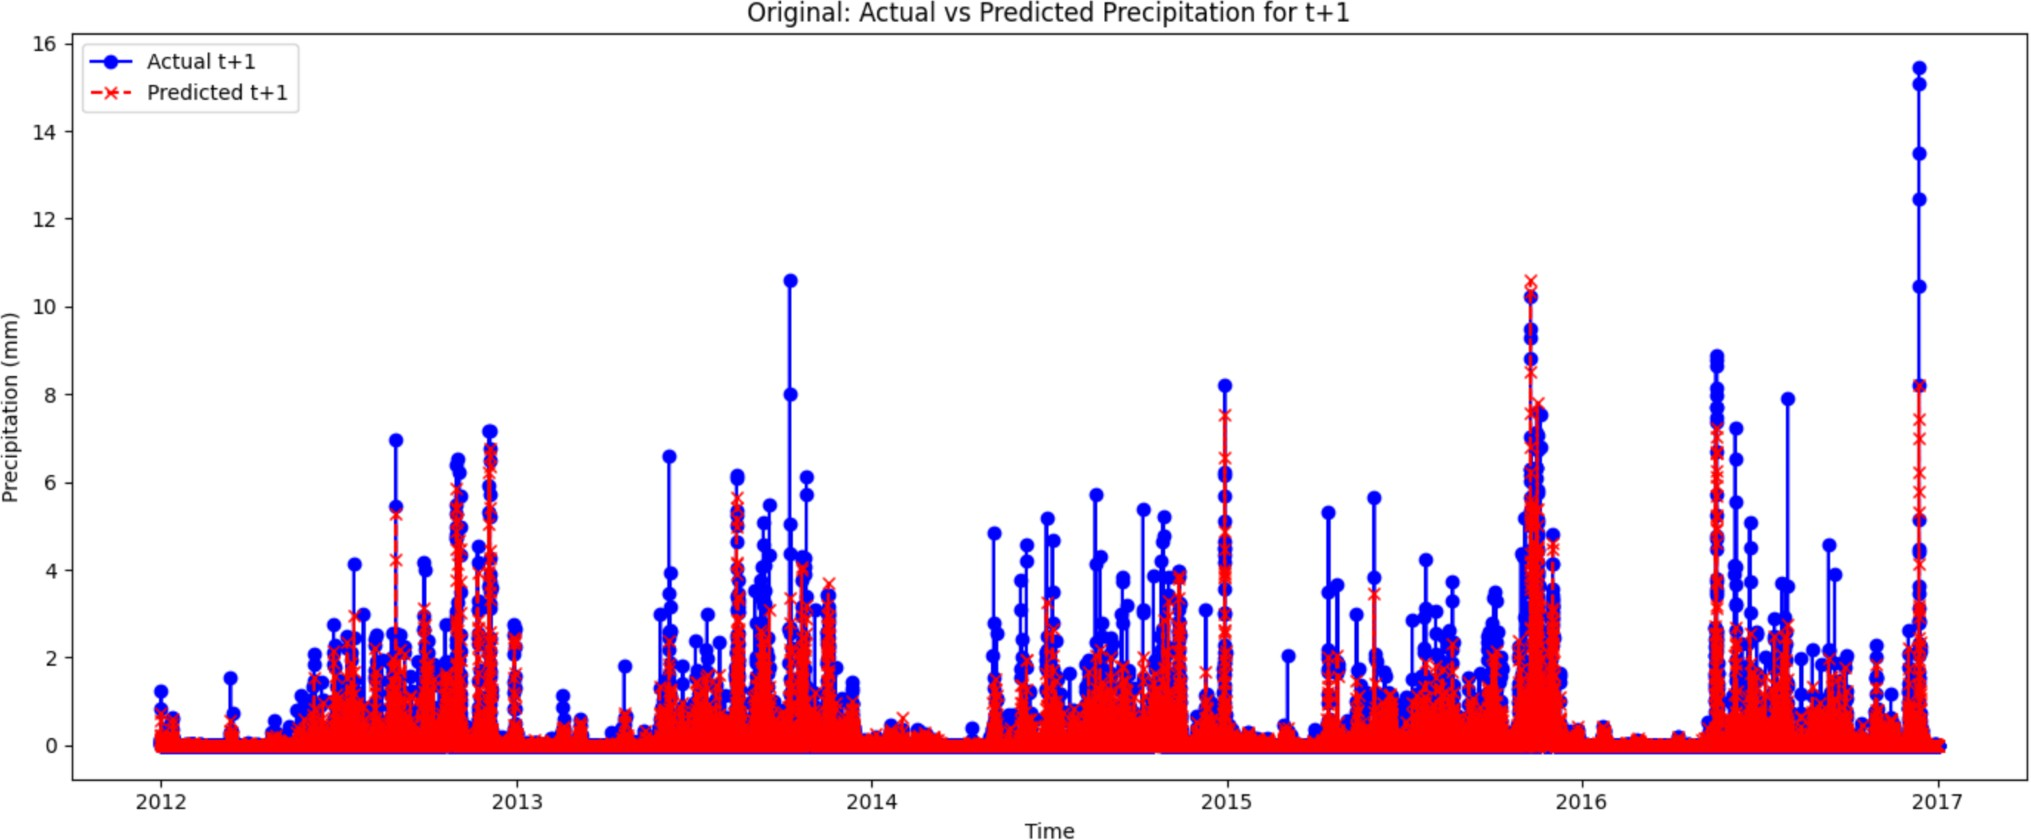 Original: Actual vs Predicted Precipitation for t+1
Actual t+1
Predicted t+1
Precipitation (mm)
16
14
12
10
8
6
4
2
0
2012 2013 2014 2015 2016 2017
Time